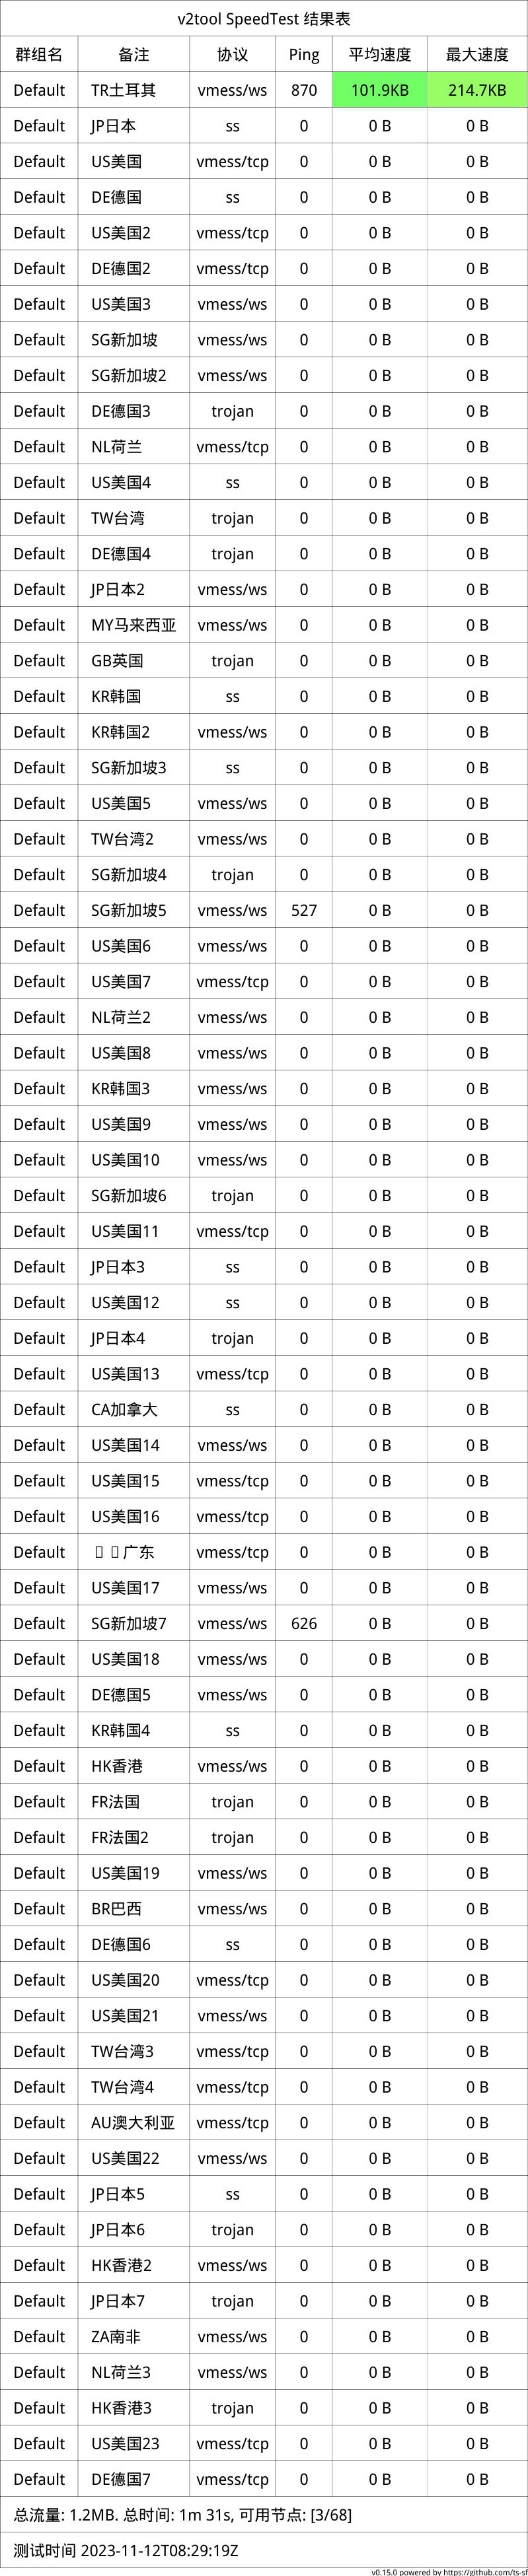 v2tool SpeedTest 结果表
群组名 备注 协议 Ping 平均速度 最大速度
Default TR土耳其 vmess/ws 870 101.9KB 214.7KB
Default JP日本 ss 0 0 B 0 B
Default US美国 vmess/tcp 0 0 B 0 B
Default DE德国 ss 0 0 B 0 B
Default US美国2 vmess/tcp 0 0 B 0 B
Default DE德国2 vmess/tcp 0 0 B 0 B
Default US美国3 vmess/ws 0 0 B 0 B
Default SG新加坡 vmess/ws 0 0 B 0 B
Default SG新加坡2 vmess/ws 0 0 B 0 B
Default DE德国3 trojan 0 0 B 0 B
Default NL荷兰 vmess/tcp 0 0 B 0 B
Default US美国4 ss 0 0 B 0 B
Default TW台湾 trojan 0 0 B 0 B
Default DE德国4 trojan 0 0 B 0 B
Default JP日本2 vmess/ws 0 0 B 0 B
Default MY马来西亚 vmess/ws 0 0 B 0 B
Default GB英国 trojan 0 0 B 0 B
Default KR韩国 ss 0 0 B 0 B
Default KR韩国2 vmess/ws 0 0 B 0 B
Default SG新加坡3 ss 0 0 B 0 B
Default US美国5 vmess/ws 0 0 B 0 B
Default TW台湾2 vmess/ws 0 0 B 0 B
Default SG新加坡4 trojan 0 0 B 0 B
Default SG新加坡5 vmess/ws 527 0 B 0 B
Default US美国6 vmess/ws 0 0 B 0 B
Default US美国7 vmess/tcp 0 0 B 0 B
Default NL荷兰2 vmess/ws 0 0 B 0 B
Default US美国8 vmess/ws 0 0 B 0 B
Default KR韩国3 vmess/ws 0 0 B 0 B
Default US美国9 vmess/ws 0 0 B 0 B
Default US美国10 vmess/ws 0 0 B 0 B
Default SG新加坡6 trojan 0 0 B 0 B
Default US美国11 vmess/tcp 0 0 B 0 B
Default JP日本3 ss 0 0 B 0 B
Default US美国12 ss 0 0 B 0 B
Default JP日本4 trojan 0 0 B 0 B
Default US美国13 vmess/tcp 0 0 B 0 B
Default CA加拿大 ss 0 0 B 0 B
Default US美国14 vmess/ws 0 0 B 0 B
Default US美国15 vmess/tcp 0 0 B 0 B
Default US美国16 vmess/tcp 0 0 B 0 B
Default 广东 vmess/tcp 0 0 B 0 B
Default US美国17 vmess/ws 0 0 B 0 B
Default SG新加坡7 vmess/ws 626 0 B 0 B
Default US美国18 vmess/ws 0 0 B 0 B
Default DE德国5 vmess/ws 0 0 B 0 B
Default KR韩国4 ss 0 0 B 0 B
Default HK香港 vmess/ws 0 0 B 0 B
Default FR法国 trojan 0 0 B 0 B
Default FR法国2 trojan 0 0 B 0 B
Default US美国19 vmess/ws 0 0 B 0 B
Default BR巴西 vmess/ws 0 0 B 0 B
Default DE德国6 ss 0 0 B 0 B
Default US美国20 vmess/tcp 0 0 B 0 B
Default US美国21 vmess/ws 0 0 B 0 B
Default TW台湾3 vmess/tcp 0 0 B 0 B
Default TW台湾4 vmess/tcp 0 0 B 0 B
Default AU澳大利亚 vmess/tcp 0 0 B 0 B
Default US美国22 vmess/ws 0 0 B 0 B
Default JP日本5 ss 0 0 B 0 B
Default JP日本6 trojan 0 0 B 0 B
Default HK香港2 vmess/ws 0 0 B 0 B
Default JP日本7 trojan 0 0 B 0 B
Default ZA南非 vmess/ws 0 0 B 0 B
Default NL荷兰3 vmess/ws 0 0 B 0 B
Default HK香港3 trojan 0 0 B 0 B
Default US美国23 vmess/tcp 0 0 B 0 B
Default DE德国7 vmess/tcp 0 0 B 0 B
总流量: 1.2MB. 总时间: 1m 31s, 可用节点: [3/68]
测试时间 2023-11-12T08:29:19Z
v0.15.0 powered by https://github.com/ts-sf